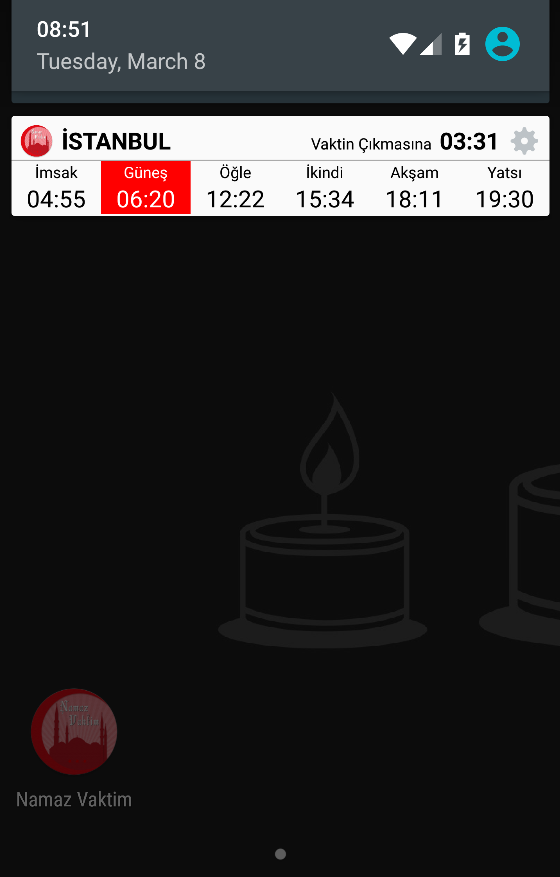 08:51
Tuesday, March 8
İSTANBUL
Vaktin Çıkmasına 03:31
İmsak Güneş Öğle İkindi Akşam Yatsı
04:55 06:20 12:22 15:34 18:11 19:30
Namaz
Vaktim
Namaz Vaktim